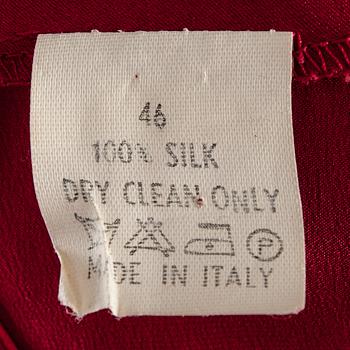 46
100% SILK
DRY CLEAN ONLY
P
MADE IN ITALY